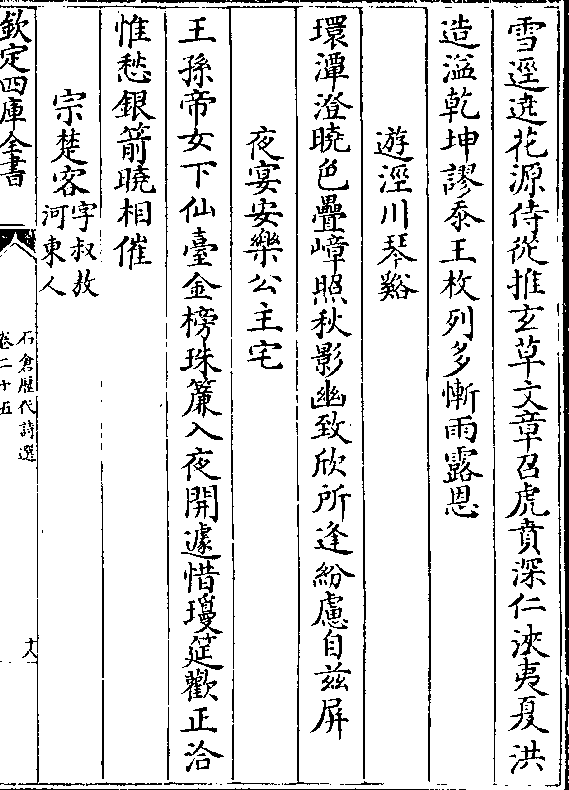 雪逕迷花源侍從推玄草文章召虎賁深仁浹夷夏洪
造溢乾坤謬忝王枚列多慚雨露恩
遊涇川琴谿
環潭澄曉色疊嶂照秋影幽致欣所逢紛慮自茲屏
夜宴安樂公主宅
王孫帝女下仙臺金榜珠簾入夜開遽惜瓊筵歡正洽
惟愁銀箭曉相催
宗楚客字叔敖河東人
欽定四庫全書
石倉歷代詩選
卷二十五
十八